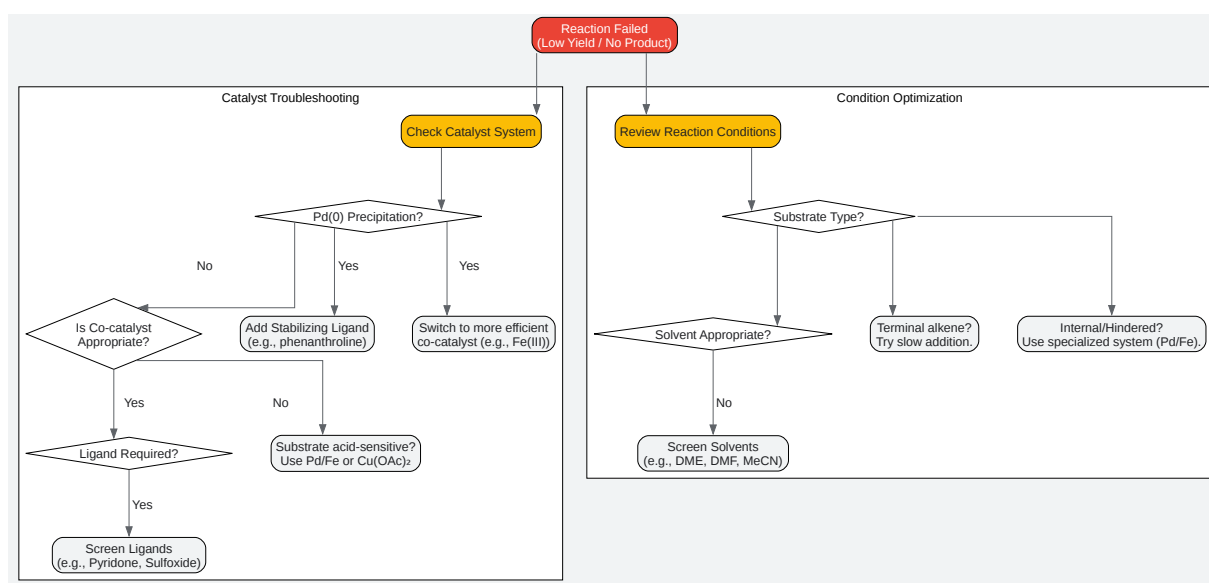 Reaction Failed
(Low Yield / No Product)
Catalyst Troubleshooting
Check Catalyst System
Pd(0) Precipitation?
No
Yes
Yes
Is Co-catalyst
Appropriate?
Add Stabilizing Ligand
(e.g., phenanthroline)
Switch to more efficient
co-catalyst (e.g., Fe(III))
Yes
No
Ligand Required?
Substrate acid-sensitive?
Use Pd/Fe or Cu(OAc)₂
Yes
Screen Ligands
(e.g., Pyridone, Sulfoxide)
Condition Optimization
Review Reaction Conditions
Substrate Type?
Solvent Appropriate?
Terminal alkene?
Try slow addition.
Internal/Hindered?
Use specialized system (Pd/Fe).
No
Screen Solvents
(e.g., DME, DMF, MeCN)